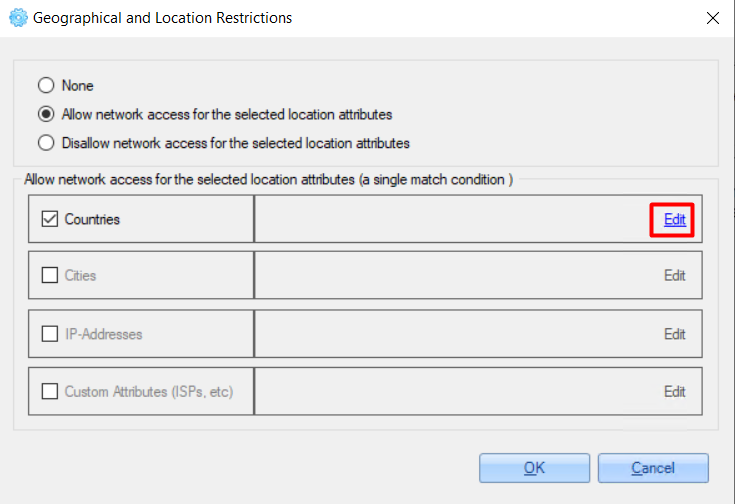 Geographical and Location Restrictions
None
Allow network access for the selected location attributes
Disallow network access for the selected location attributes
Allow network access for the selected location attributes (a single match condition )
Countries Edit
Cities Edit
IP-Addresses Edit
Custom Attributes (ISPs, etc) Edit
OK Cancel